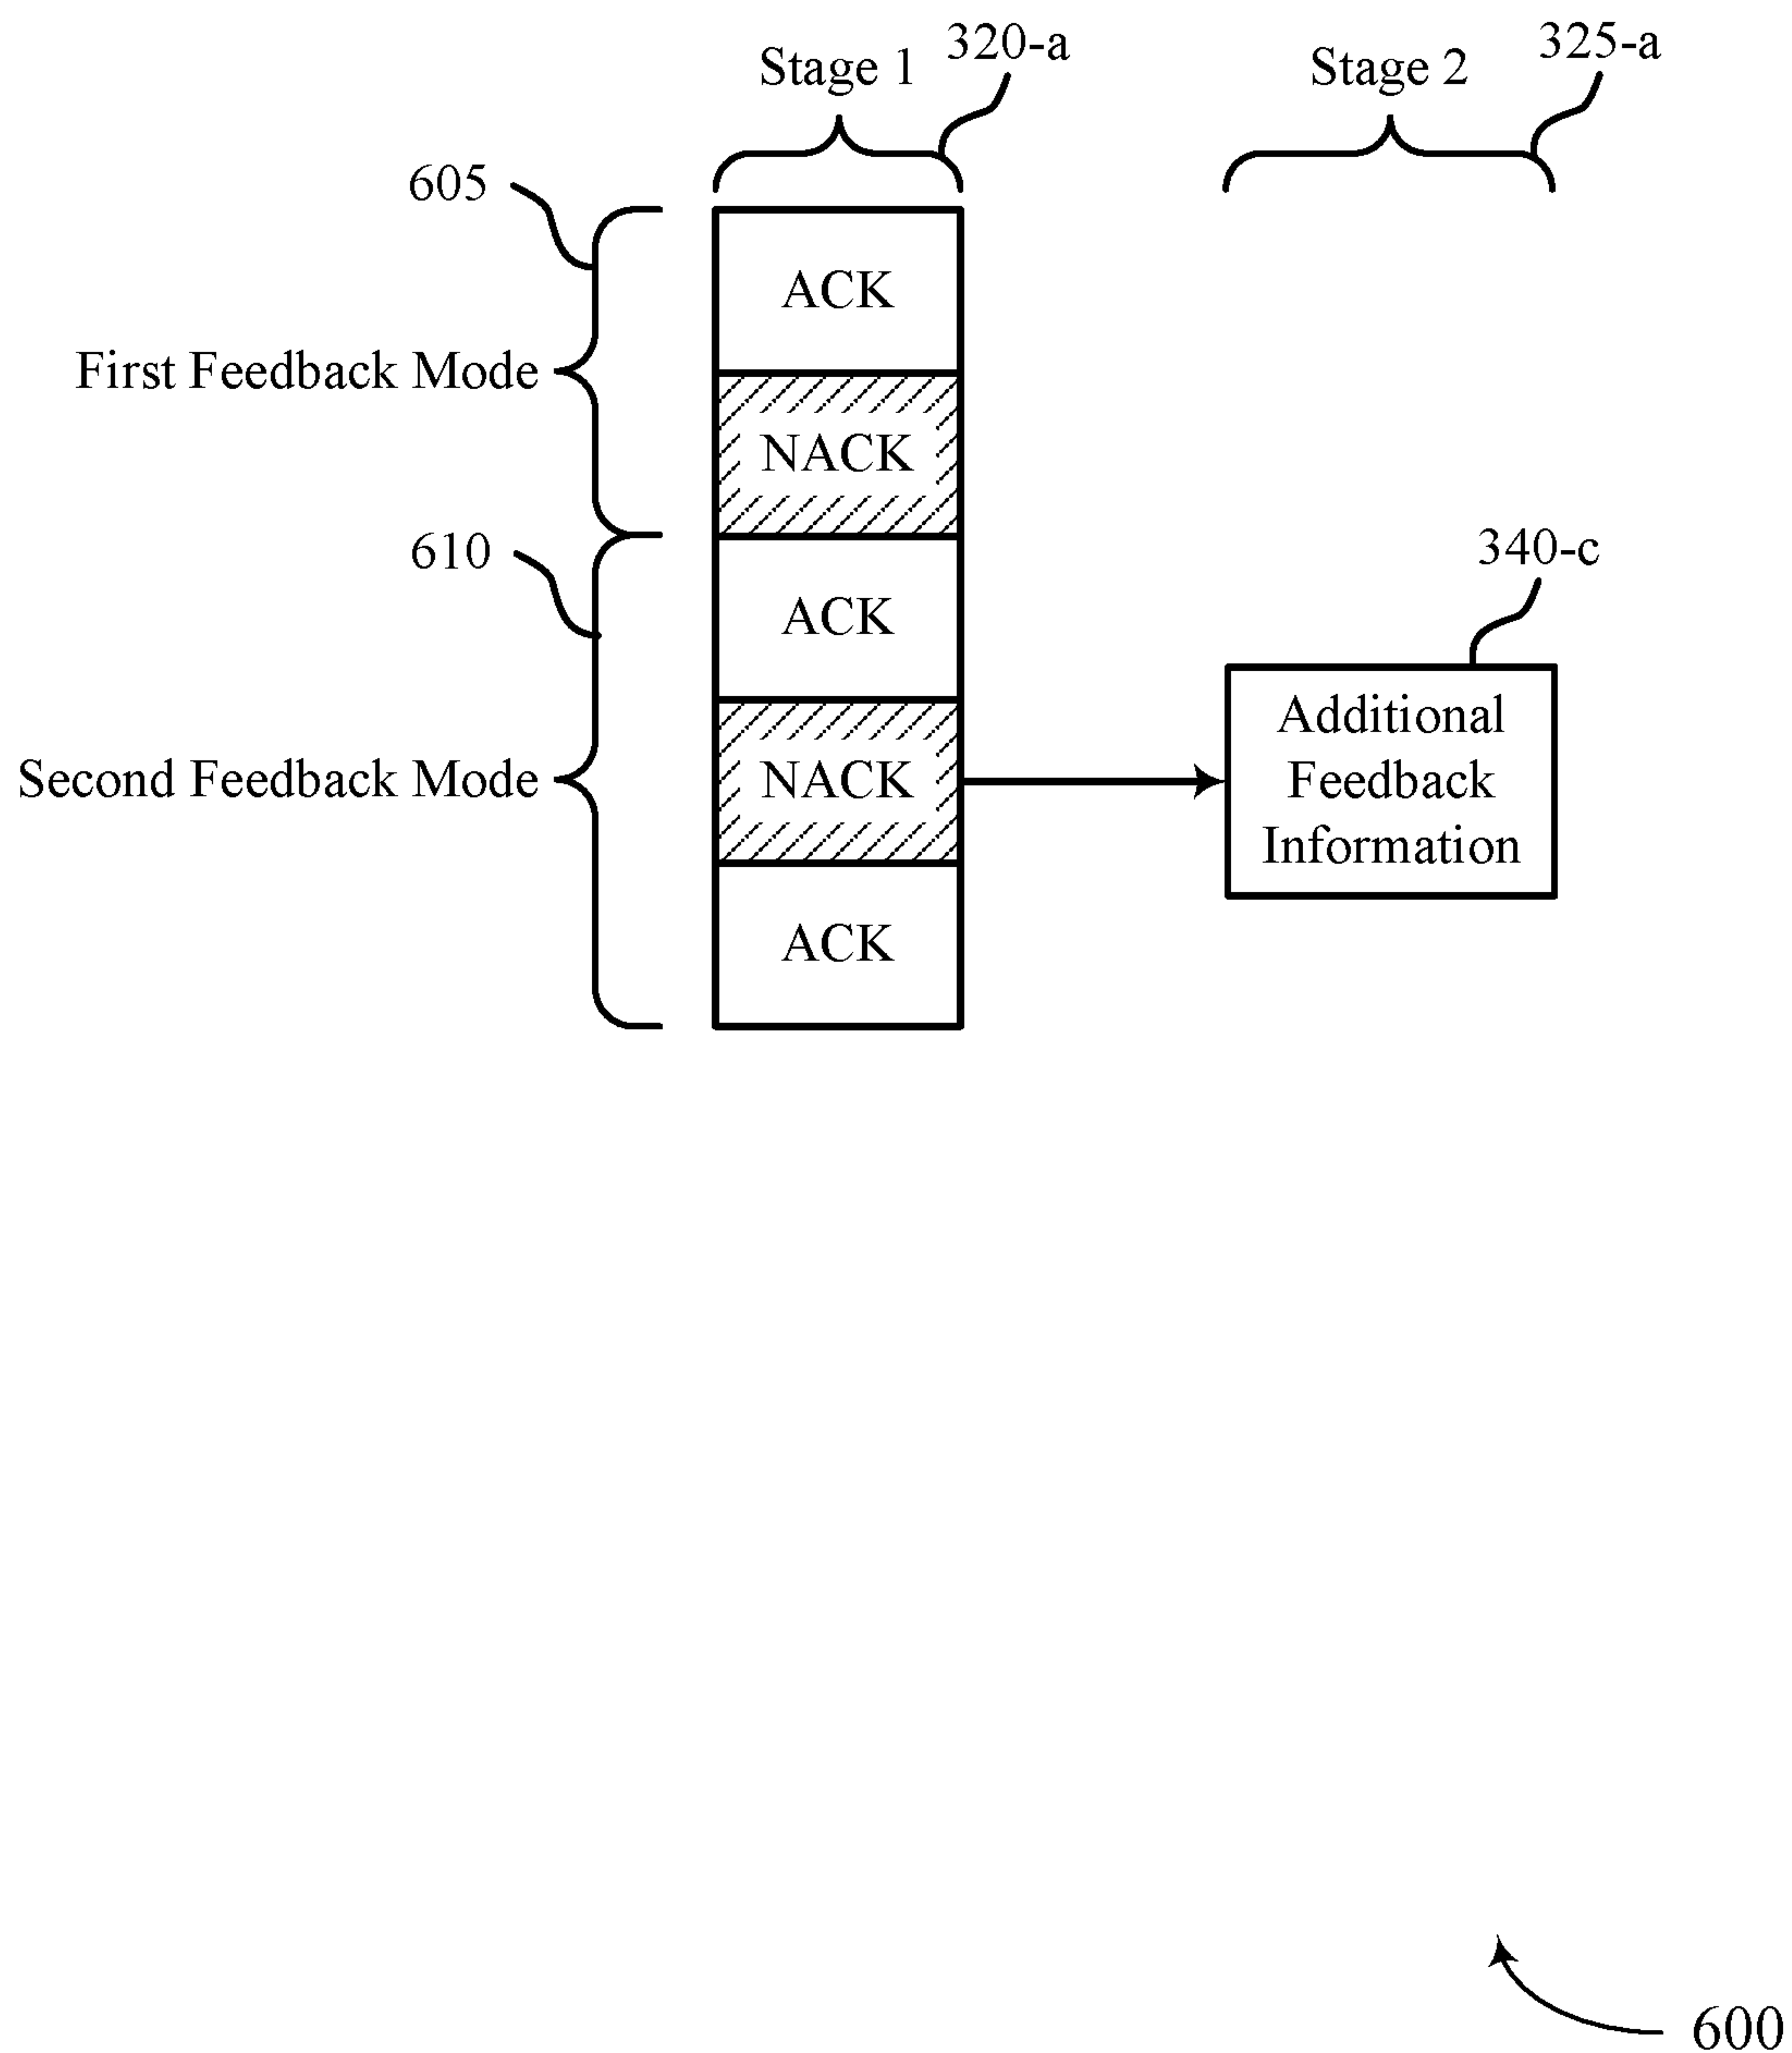 Stage 1
320-a
Stage 2
325-a
605
First Feedback Mode
ACK
NACK
610
Second Feedback Mode
ACK
NACK
ACK
340-c
Additional
Feedback
Information
600